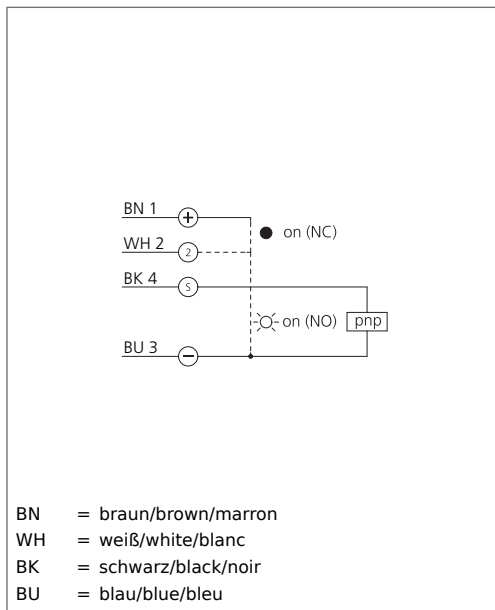 BN 1
+
on (NC)
WH 2
2
BK 4
S
on (NO)
pnp
BU 3
−
BN = braun/brown/marron
WH = weiß/white/blanc
BK = schwarz/black/noir
BU = blau/blue/bleu